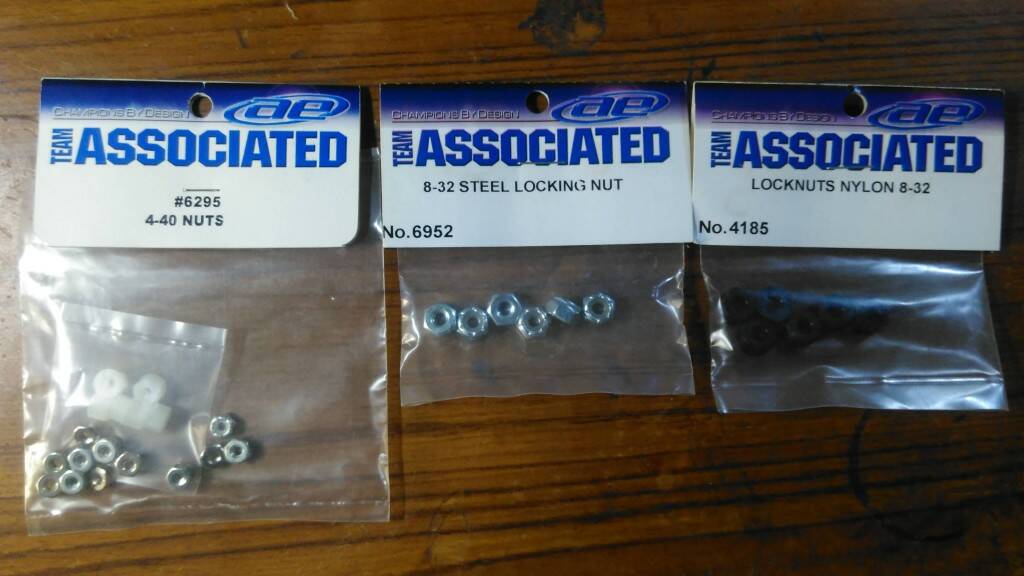 CHAMPIONS BY DESIGN
ae
TEAM ASSOCIATED
#6295
4-40 NUTS
CHAMPIONS BY DESIGN
ae
TEAM ASSOCIATED
8-32 STEEL LOCKING NUT
No.6952
CHAMPIONS BY DESIGN
ae
TEAM ASSOCIATED
LOCKNUTS NYLON 8-32
No.4185